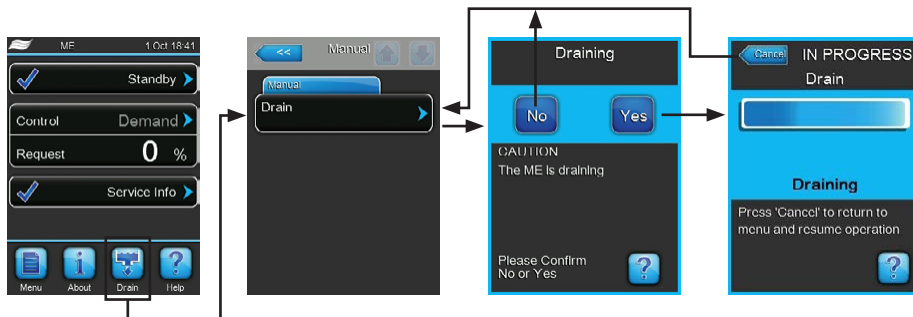 ME 1 Oct 18:41
Standby
Control Demand
Request 0 %
Service Info
Menu About Drain Help
<< Manual
Manual
Drain
Draining
No Yes
CAUTION
The ME is draining
Please Confirm
No or Yes
?
Cancel IN PROGRESS
Drain
Draining
Press 'Cancel' to return to
menu and resume operation
?